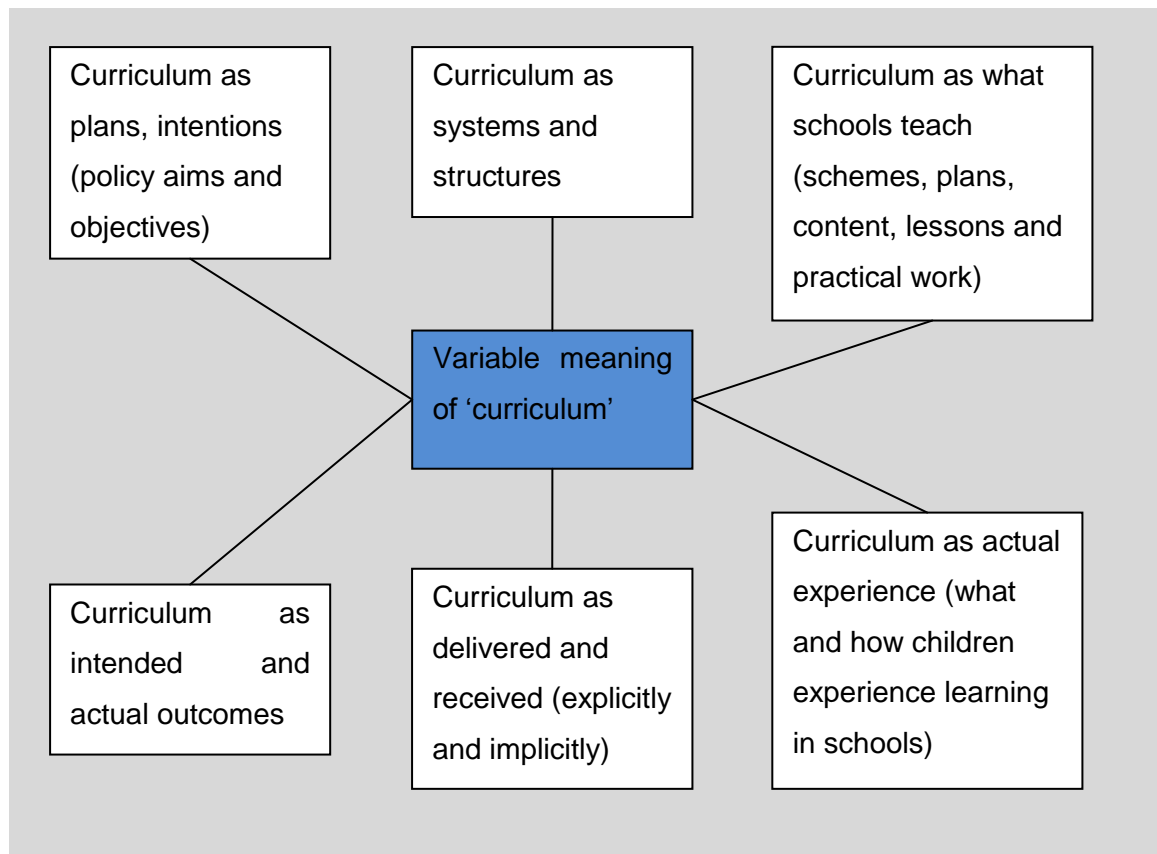 Curriculum as
plans, intentions
(policy aims and
objectives)
Curriculum as
systems and
structures
Curriculum as what
schools teach
(schemes, plans,
content, lessons and
practical work)
Variable meaning
of ‘curriculum’
Curriculum as
intended and
actual outcomes
Curriculum as
delivered and
received (explicitly
and implicitly)
Curriculum as actual
experience (what
and how children
experience learning
in schools)